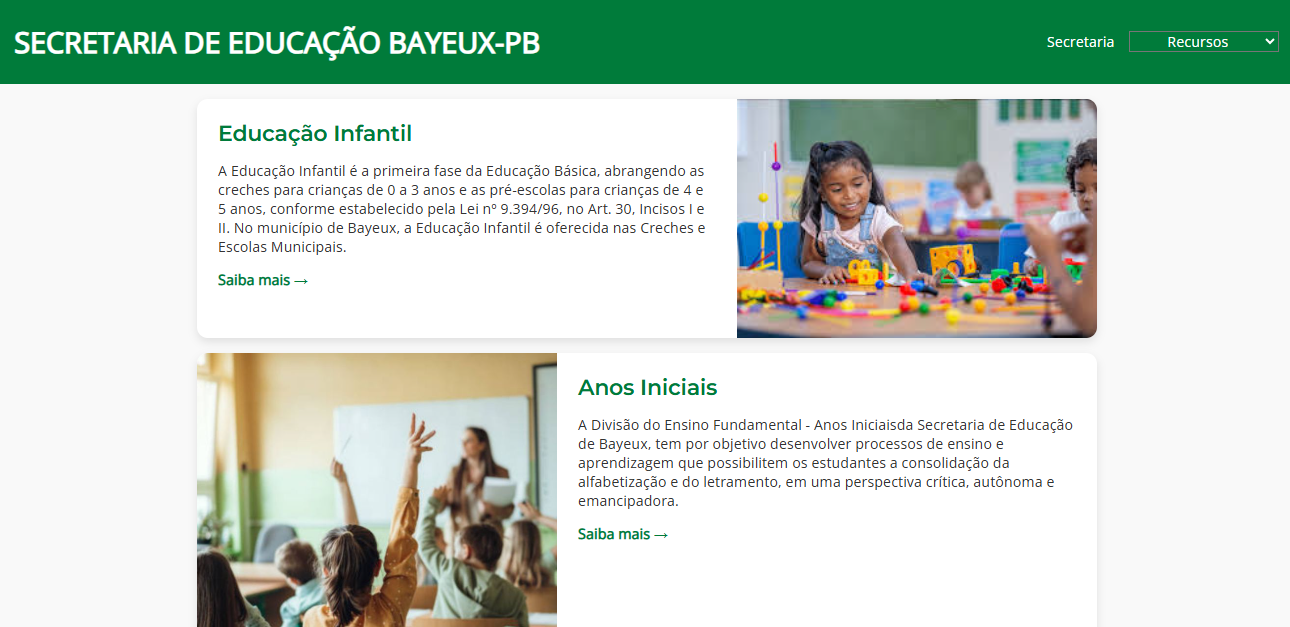 SECRETARIA DE EDUCAÇÃO BAYEUX-PB
Secretaria
Recursos
Educação Infantil
A Educação Infantil é a primeira fase da Educação Básica, abrangendo as
creches para crianças de 0 a 3 anos e as pré-escolas para crianças de 4 e
5 anos, conforme estabelecido pela Lei nº 9.394/96, no Art. 30, Incisos I e
II. No município de Bayeux, a Educação Infantil é oferecida nas Creches e
Escolas Municipais.
Saiba mais →
Anos Iniciais
A Divisão do Ensino Fundamental - Anos Iniciaisda Secretaria de Educação
de Bayeux, tem por objetivo desenvolver processos de ensino e
aprendizagem que possibilitem os estudantes a consolidação da
alfabetização e do letramento, em uma perspectiva crítica, autônoma e
emancipadora.
Saiba mais →